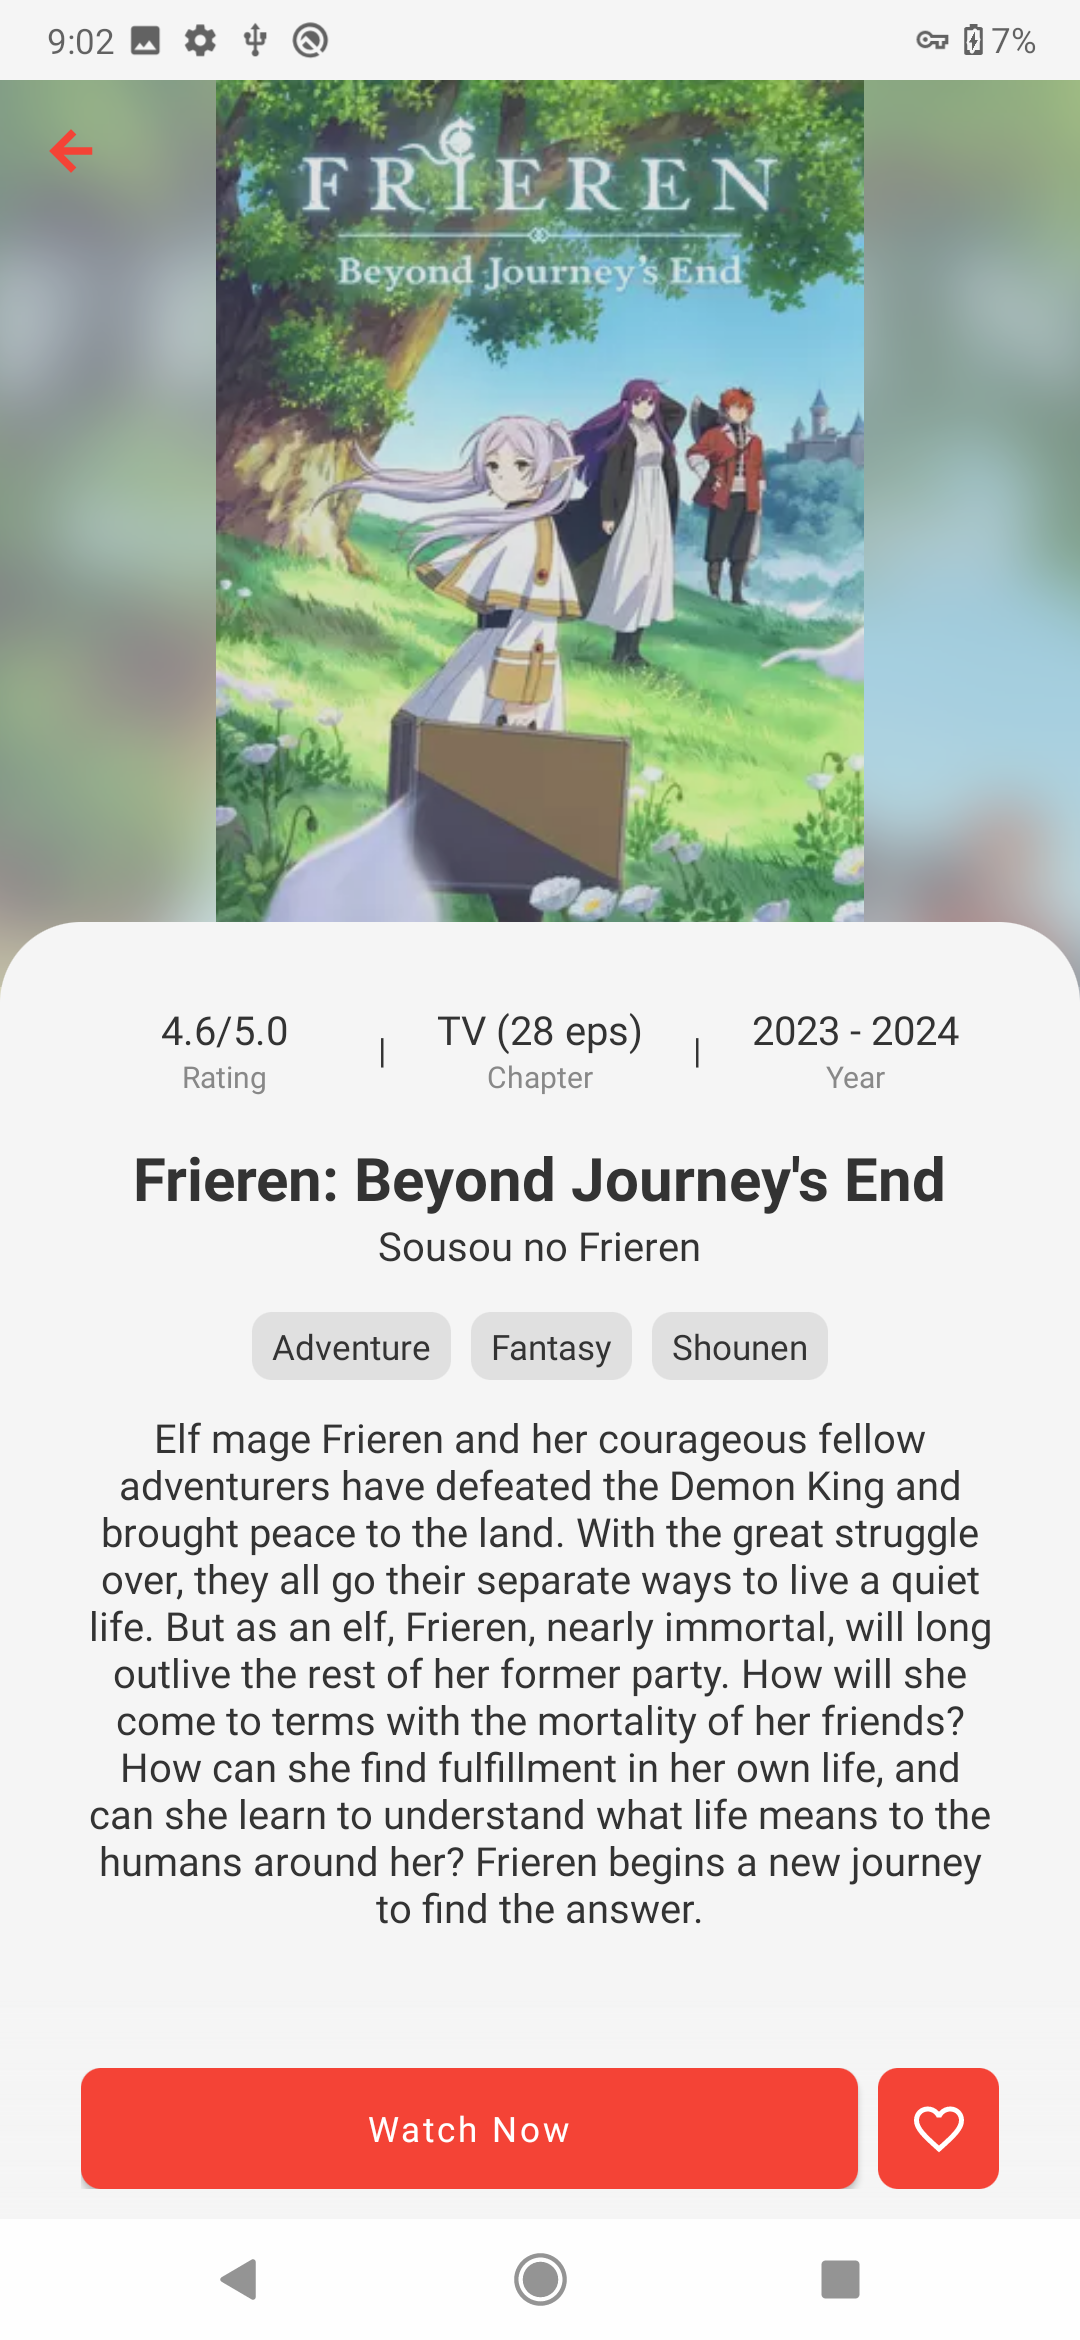 9:02
7%
FRIEREN
Beyond Journey's End
4.6/5.0 | TV (28 eps) | 2023 - 2024
Rating Chapter Year
Frieren: Beyond Journey's End
Sousou no Frieren
Adventure Fantasy Shounen
Elf mage Frieren and her courageous fellow
adventurers have defeated the Demon King and
brought peace to the land. With the great struggle
over, they all go their separate ways to live a quiet
life. But as an elf, Frieren, nearly immortal, will long
outlive the rest of her former party. How will she
come to terms with the mortality of her friends?
How can she find fulfillment in her own life, and
can she learn to understand what life means to the
humans around her? Frieren begins a new journey
to find the answer.
Watch Now